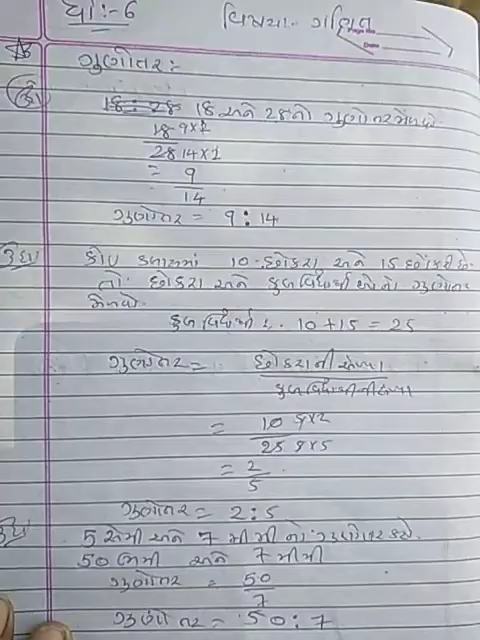 ધો:- 6 વિષય:- ગણિત
Page No.
Date
ગુણોત્તર :-
18 : 28 18 અને 28નો ગુણોત્તર મેળવો
18 9×2
28 14×2
= 9
14
ગુણોત્તર = 9 : 14
કોઇ કલાસમાં 10 છોકરા અને 15 છોકરી છે.
તો છોકરા અને કુલ વિદ્યાર્થીઓનો ગુણોત્તર
મેળવો.
કુલ વિદ્યાર્થી :. 10 + 15 = 25
ગુણોત્તર = છોકરાની સંખ્યા
કુલ વિદ્યાર્થીની સંખ્યા
= 10 5×2
25 5×5
= 2
5
ગુણોત્તર = 2 : 5
5 સેમી અને 7 મીમી નો ગુણોત્તર
50 મીમી અને 7 મીમી
ગુણોત્તર = 50
7
ગુણોત્તર = 50 : 7